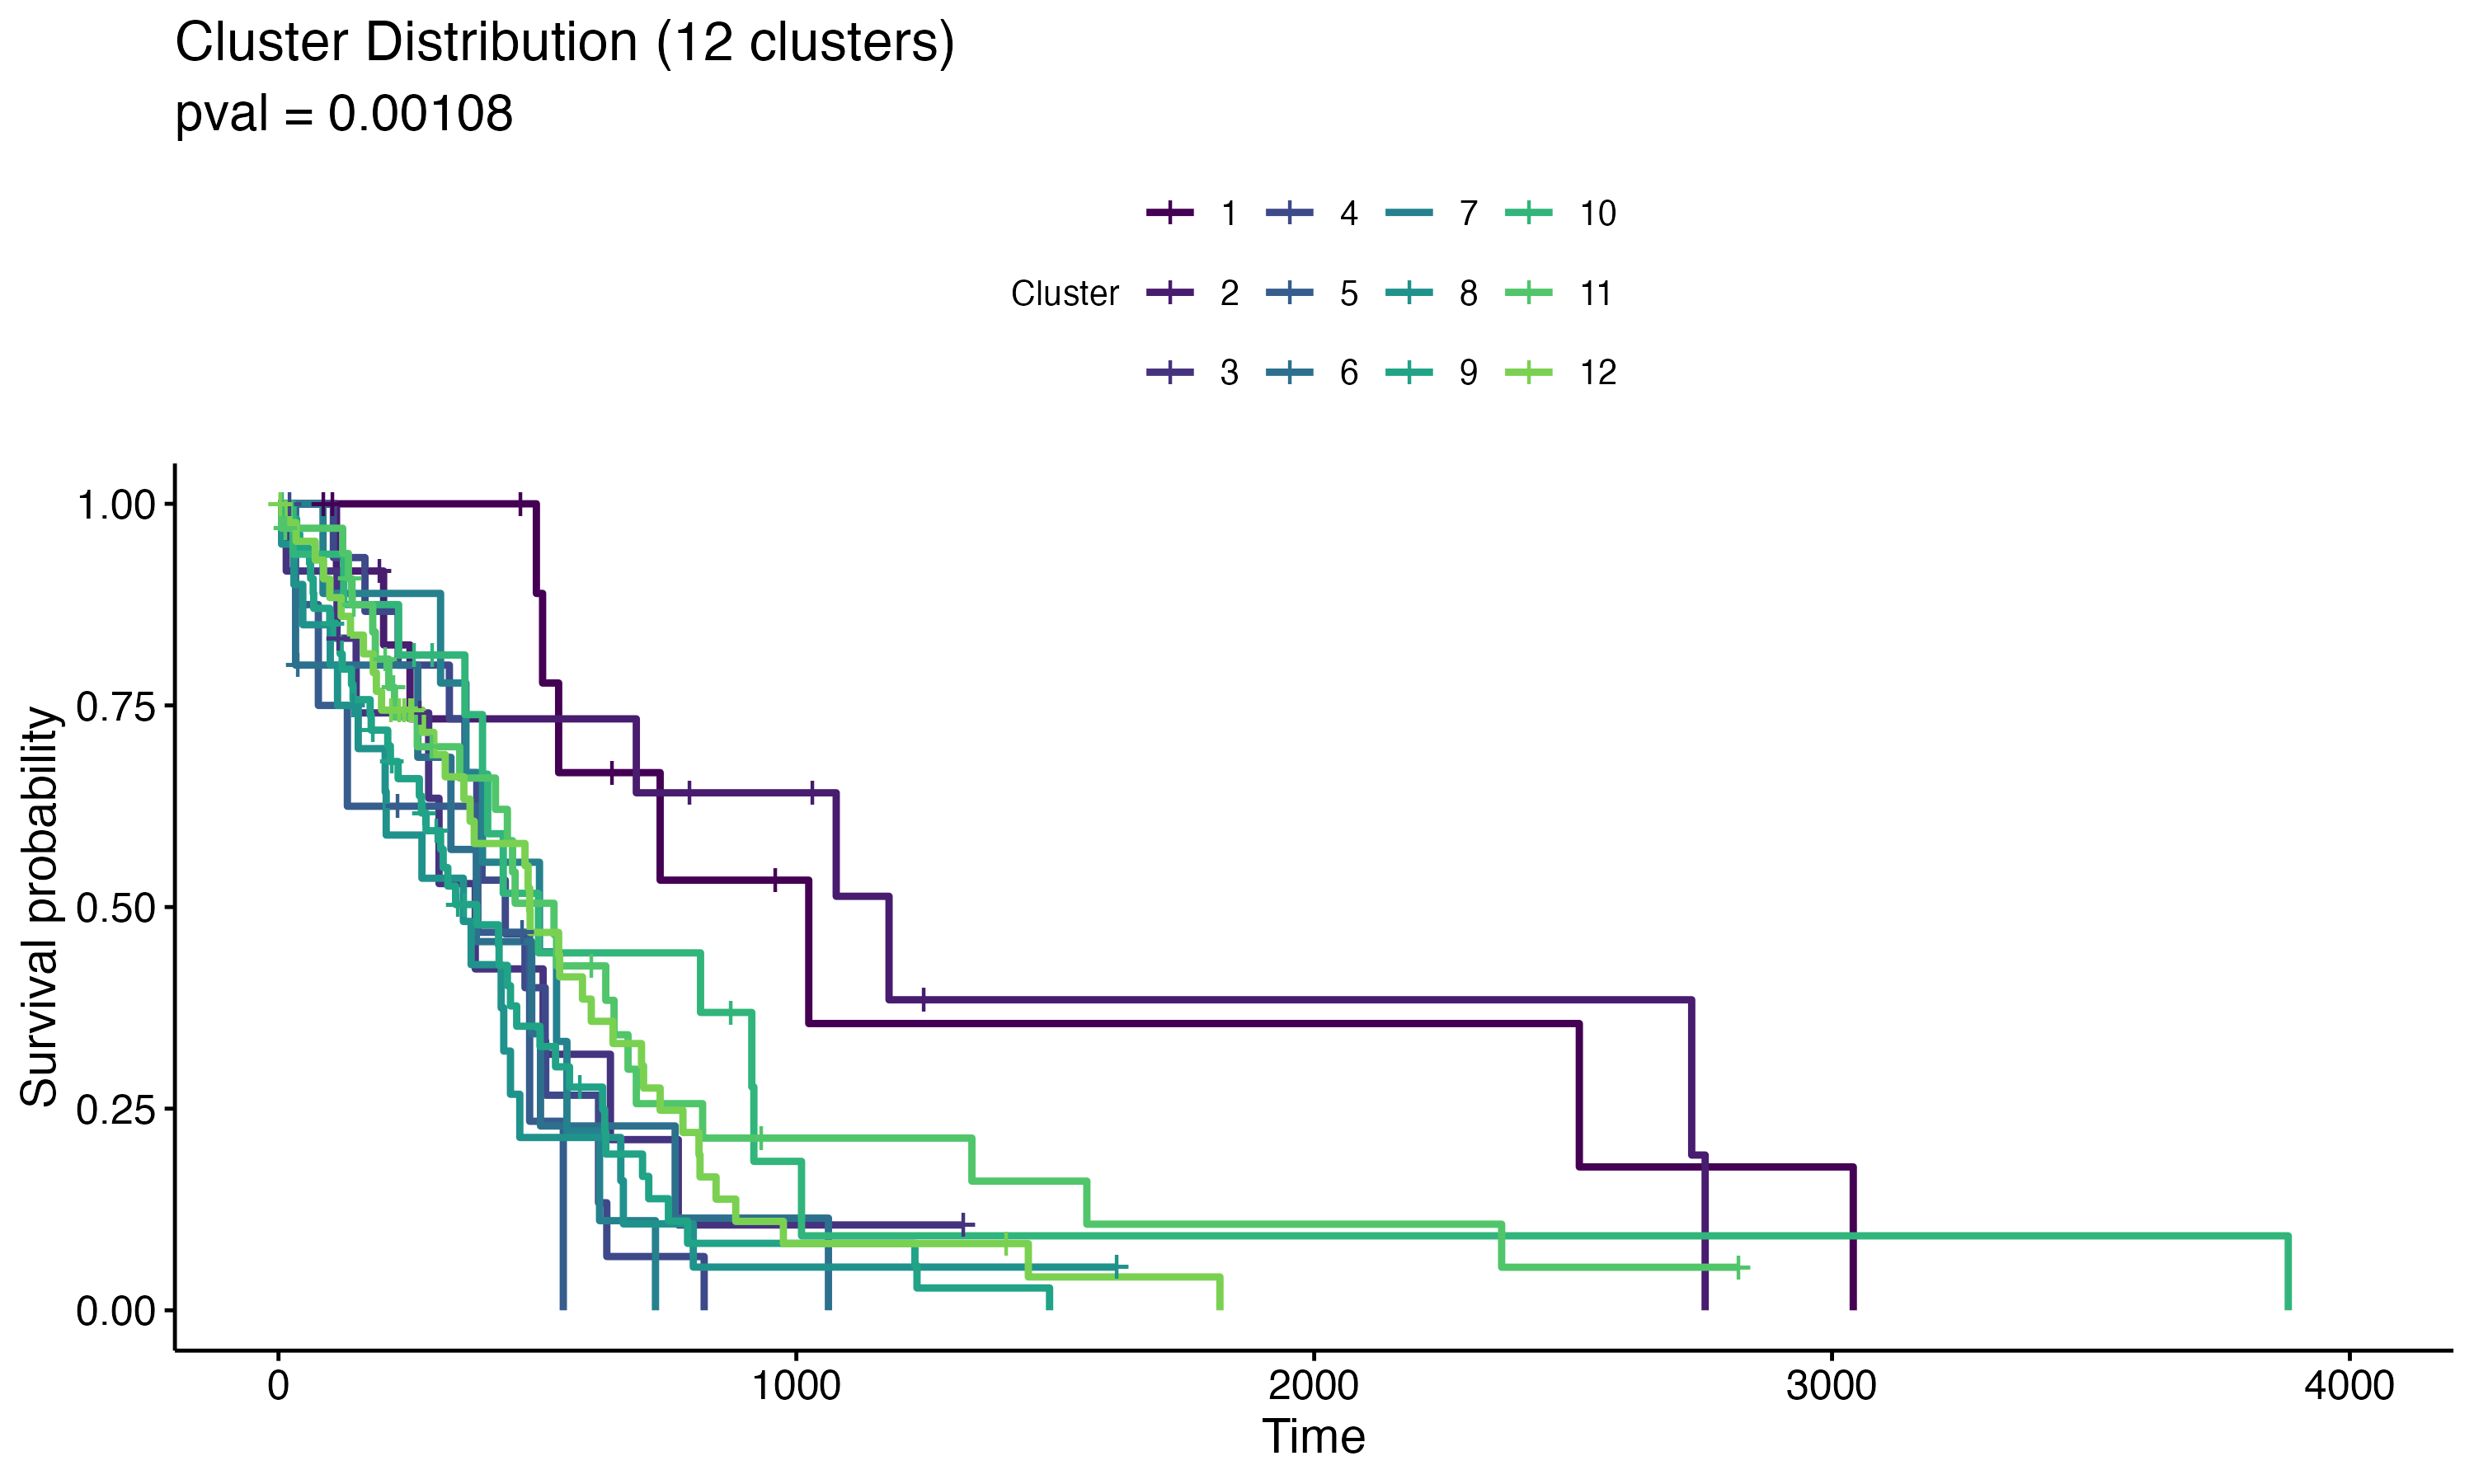 Cluster Distribution (12 clusters)
pval = 0.00108
1 4 7 10
Cluster 2 5 8 11
3 6 9 12
1.00
0.75
0.50
0.25
0.00
Survival probability
0 1000 2000 3000 4000
Time